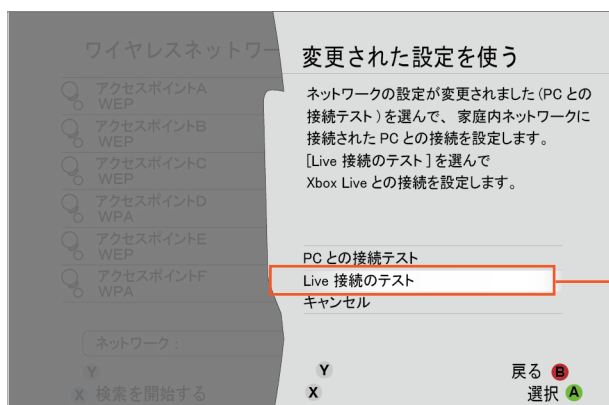 ワイヤレスネットワー
アクセスポイントA
WEP
アクセスポイントB
WEP
アクセスポイントC
WEP
アクセスポイントD
WPA
アクセスポイントE
WEP
アクセスポイントF
WPA
ネットワーク :
Y
X 検索を開始する
変更された設定を使う
ネットワークの設定が変更されました (PC との
接続テスト ) を選んで、 家庭内ネットワークに
接続された PC との接続を設定します。
[Live 接続のテスト ] を選んで
Xbox Live との接続を設定します。
PC との接続テスト
Live 接続のテスト
キャンセル
Y
戻る B
X
選択 A